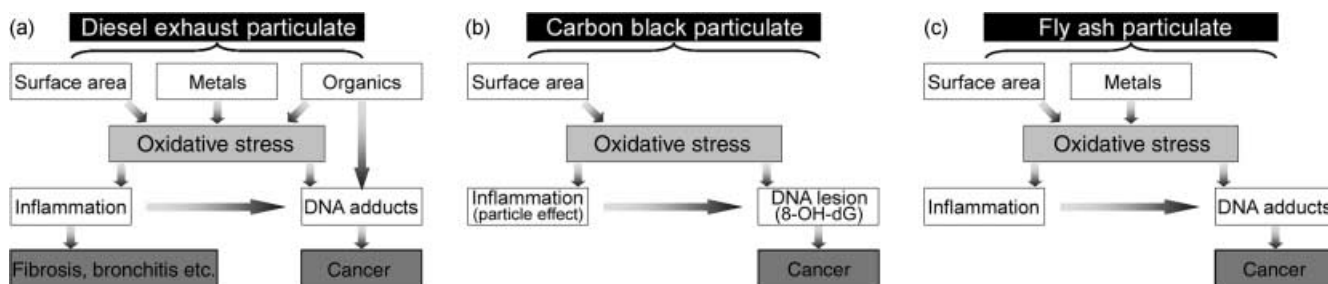 (a) Diesel exhaust particulate
Surface area Metals Organics
Oxidative stress
Inflammation DNA adducts
Fibrosis, bronchitis etc. Cancer
(b) Carbon black particulate
Surface area
Oxidative stress
Inflammation
(particle effect)
DNA lesion
(8-OH-dG)
Cancer
(c) Fly ash particulate
Surface area Metals
Oxidative stress
Inflammation DNA adducts
Cancer